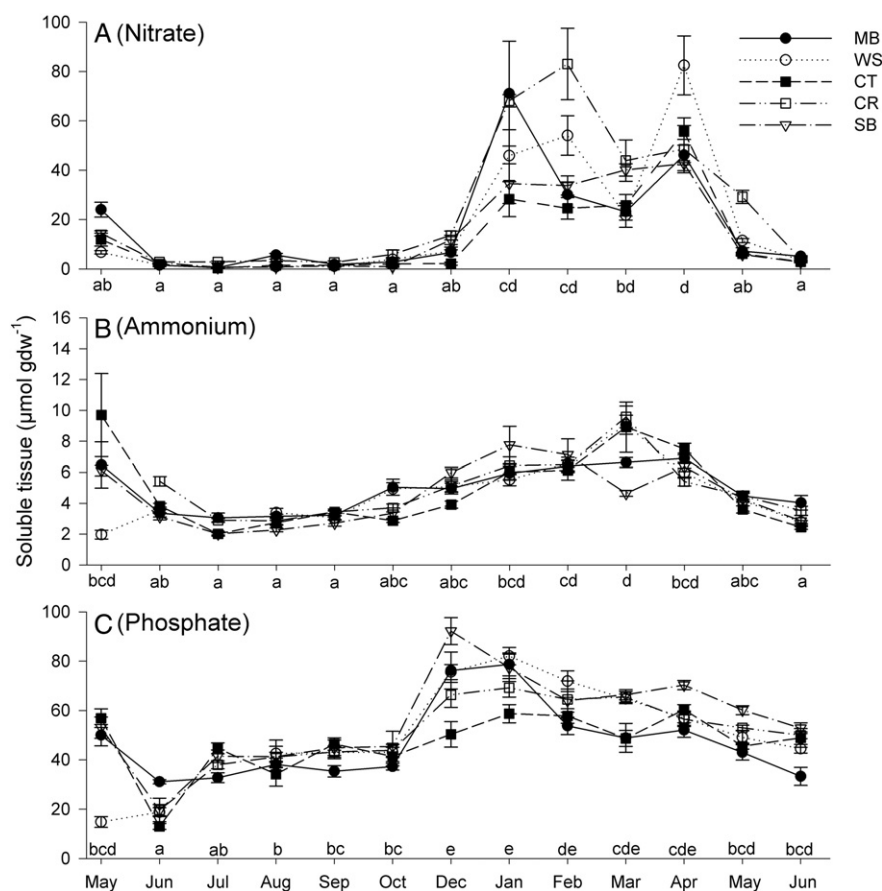 A (Nitrate)
MB
WS
CT
CR
SB
100
80
60
40
20
0
ab a a a a a ab cd cd bd d ab a
B (Ammonium)
16
14
12
10
8
6
4
2
0
Soluble tissue (µmol gdw⁻¹)
bcd ab a a a abc abc bcd cd d bcd abc a
C (Phosphate)
100
80
60
40
20
0
bcd a ab b bc bc e e de cde cde bcd bcd
May Jun Jul Aug Sep Oct Dec Jan Feb Mar Apr May Jun